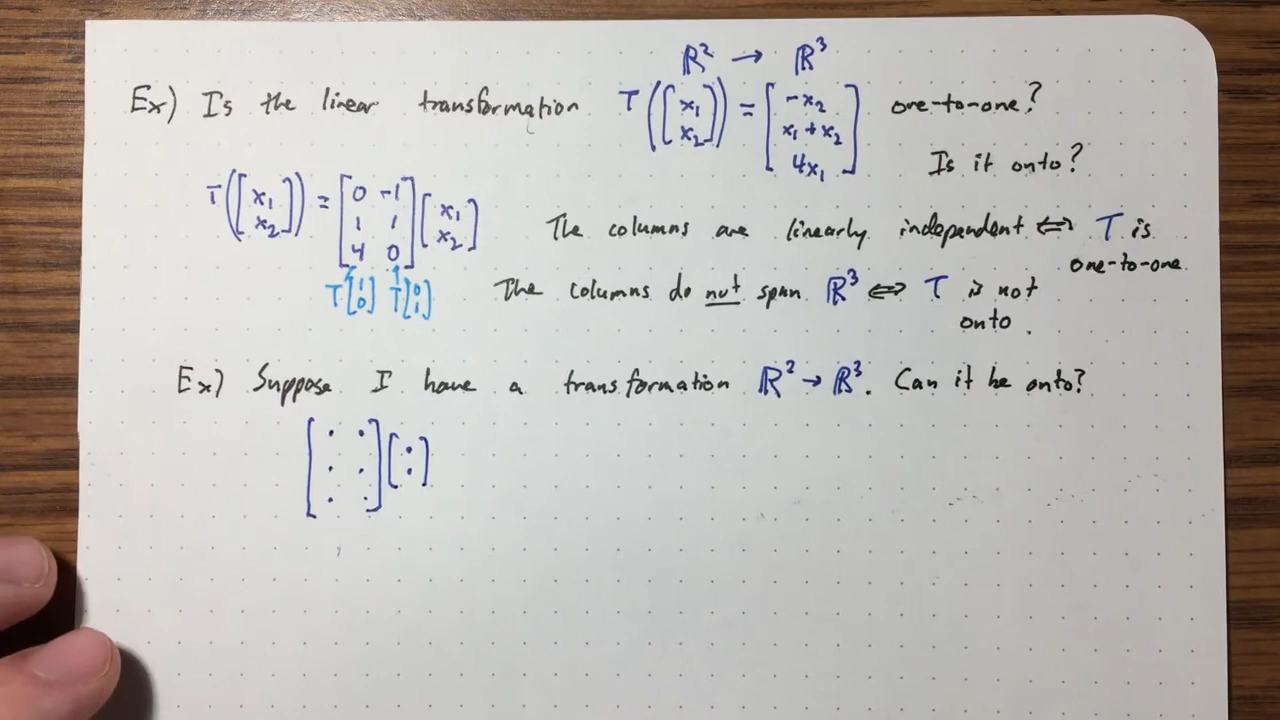 ℝ² → ℝ³
Ex) Is the linear transformation T([x₁ x₂]) = [-x₂ x₁+x₂ 4x₁] one-to-one?
Is it onto?
T([x₁ x₂]) = [0 -1 1 1 4 0][x₁ x₂]
The columns are linearly independent ⟺ T is
one-to-one.
T[1 0] T[0 1]
The columns do not span ℝ³ ⟺ T is not
onto.
Ex) Suppose I have a transformation ℝ² → ℝ³. Can it be onto?
[· · · · · ·][· ·]